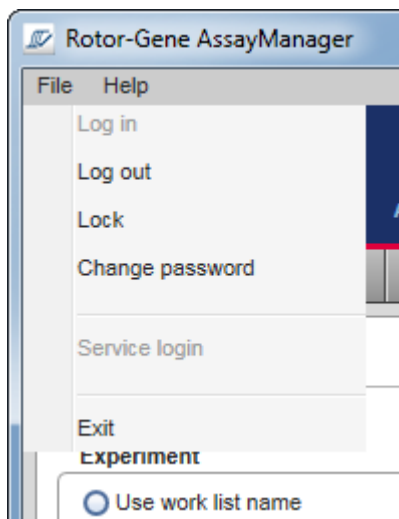 Rotor-Gene AssayManager
File Help
Log in
Log out
Lock
Change password
Service login
Exit
Experiment
Use work list name